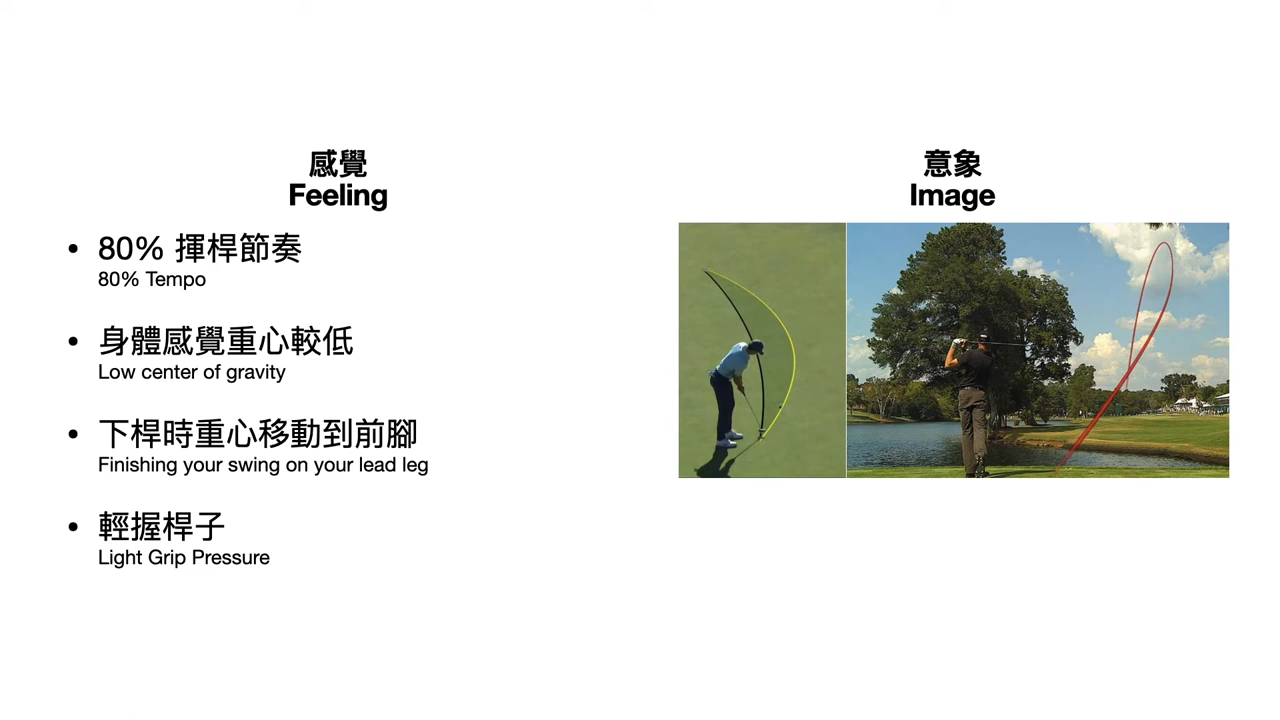 感覺
Feeling
80% 揮桿節奏
80% Tempo
身體感覺重心較低
Low center of gravity
下桿時重心移動到前腳
Finishing your swing on your lead leg
輕握桿子
Light Grip Pressure
意象
Image